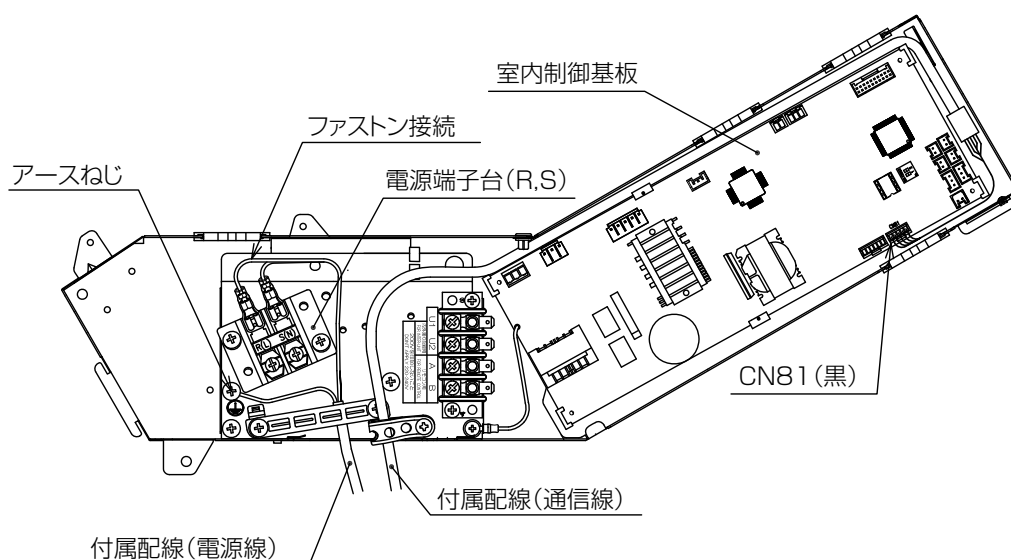 室内制御基板
ファストン接続
アースねじ
電源端子台(R,S)
R(L)
S(N)
U1
U2
A
B
CN81(黒)
付属配線(通信線)
付属配線(電源線)